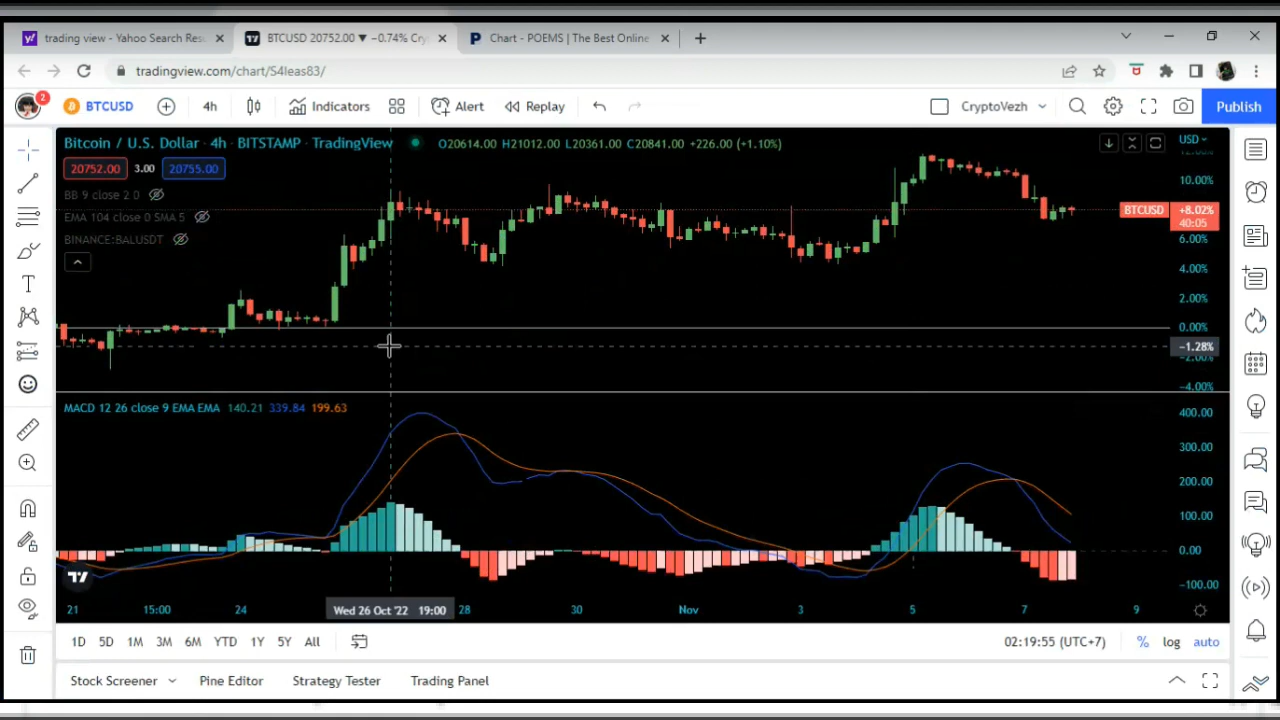 trading view - Yahoo Search Resu
BTCUSD 20752.00 ▼ −0.74% Cry
Chart - POEMS | The Best Online
tradingview.com/chart/S4leas83/
2
BTCUSD
4h
Indicators
Alert
Replay
CryptoVezh
Publish
Bitcoin / U.S. Dollar · 4h · BITSTAMP · TradingView
O20614.00 H21012.00 L20361.00 C20841.00 +226.00 (+1.10%)
USD
20752.00 3.00 20755.00
BB 9 close 2 0
EMA 104 close 0 SMA 5
BINANCE:BALUSDT
10.00%
BTCUSD +8.02%
40:05
6.00%
4.00%
2.00%
0.00%
−1.28%
−4.00%
MACD 12 26 close 9 EMA EMA 140.21 339.84 199.63
400.00
300.00
200.00
100.00
0.00
−100.00
21 15:00 24 Wed 26 Oct '22 19:00 28 30 Nov 3 5 7 9
1D 5D 1M 3M 6M YTD 1Y 5Y All
02:19:55 (UTC+7) % log auto
Stock Screener Pine Editor Strategy Tester Trading Panel